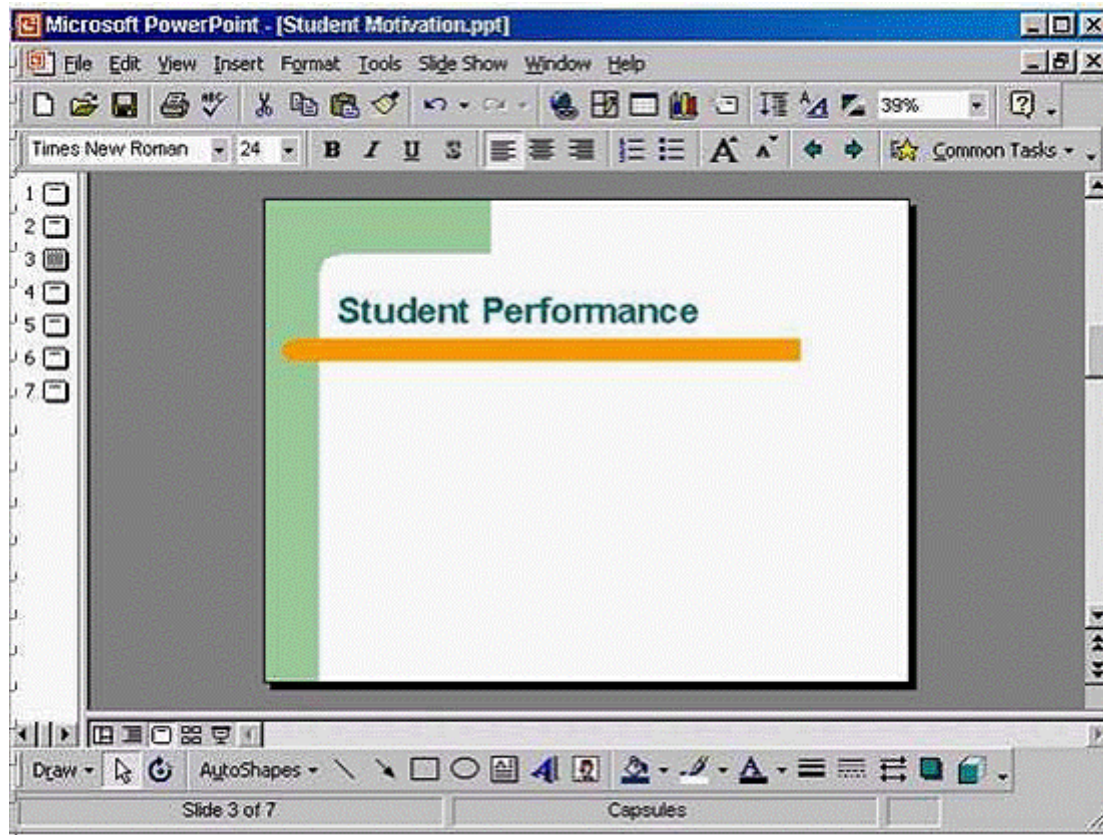 Microsoft PowerPoint - [Student Motivation.ppt]
File Edit View Insert Format Tools Slide Show Window Help
ABC A 39% ?
Times New Roman 24 B I U S A A Common Tasks
1
2
3
4
5
6
7
Student Performance
Draw AutoShapes A A
Slide 3 of 7 Capsules